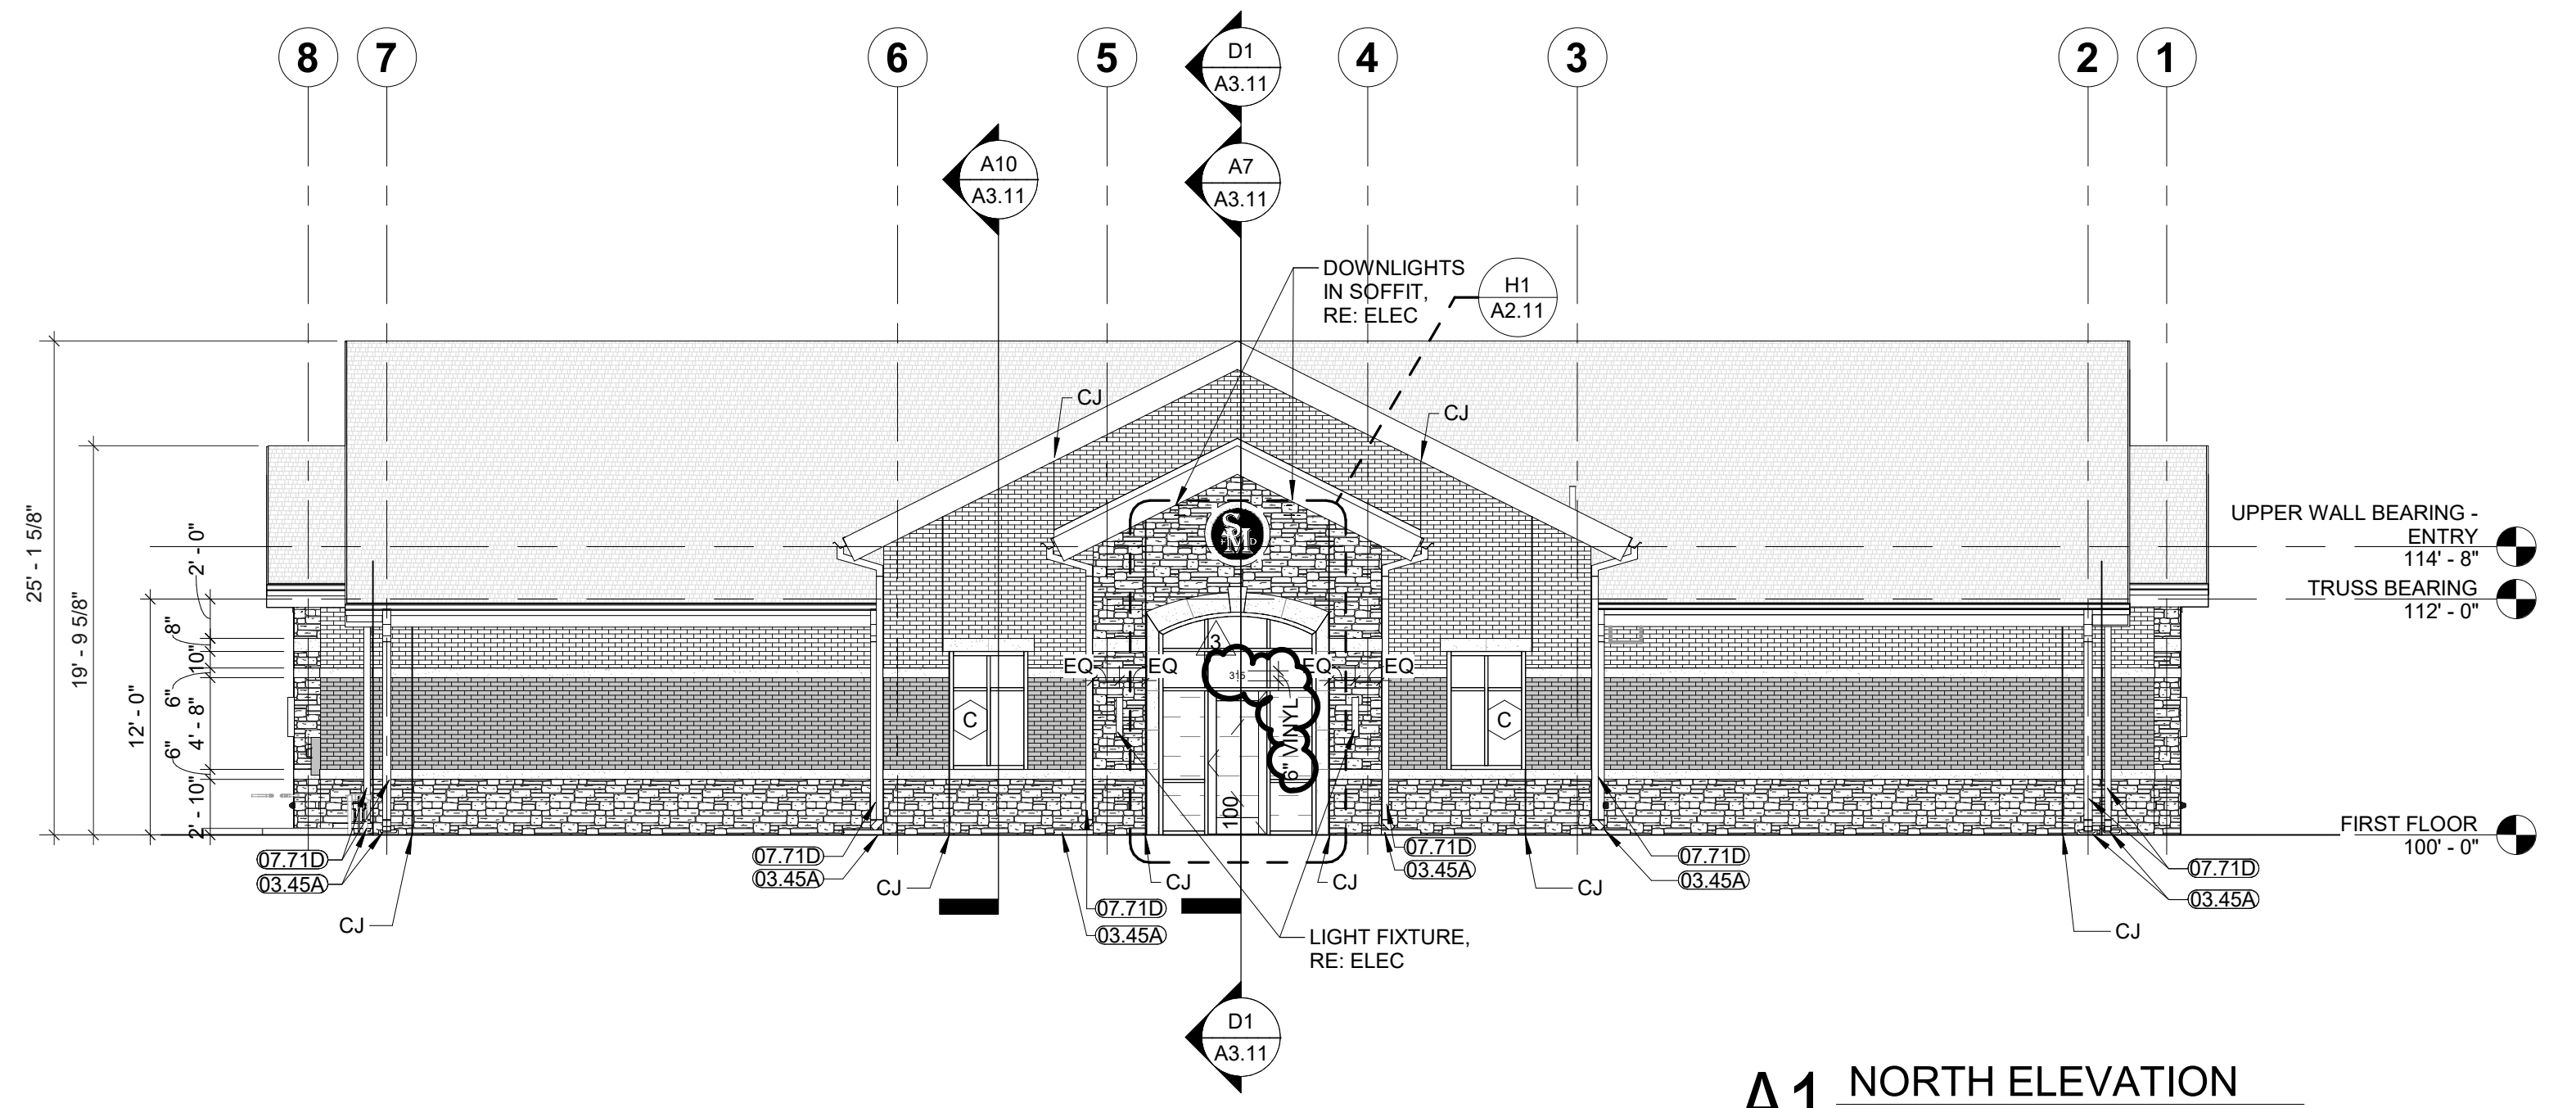 8
7
6
5
4
3
2
1
D1
A3.11
A10
A3.11
A7
A3.11
DOWNLIGHTS
IN SOFFIT,
RE: ELEC
H1
A2.11
CJ
CJ
25' - 1 5/8"
19' - 9 5/8"
12' - 0"
2' - 0"
8"
10"
6"
4' - 8"
6"
2' - 10"
UPPER WALL BEARING -
ENTRY
114' - 8"
TRUSS BEARING
112' - 0"
FIRST FLOOR
100' - 0"
3
EQ
EQ
EQ
EQ
315
C
C
6" VINYL
100
07.71D
03.45A
CJ
07.71D
03.45A
CJ
07.71D
03.45A
CJ
CJ
07.71D
03.45A
CJ
07.71D
03.45A
07.71D
03.45A
CJ
LIGHT FIXTURE,
RE: ELEC
D1
A3.11
A1
NORTH ELEVATION